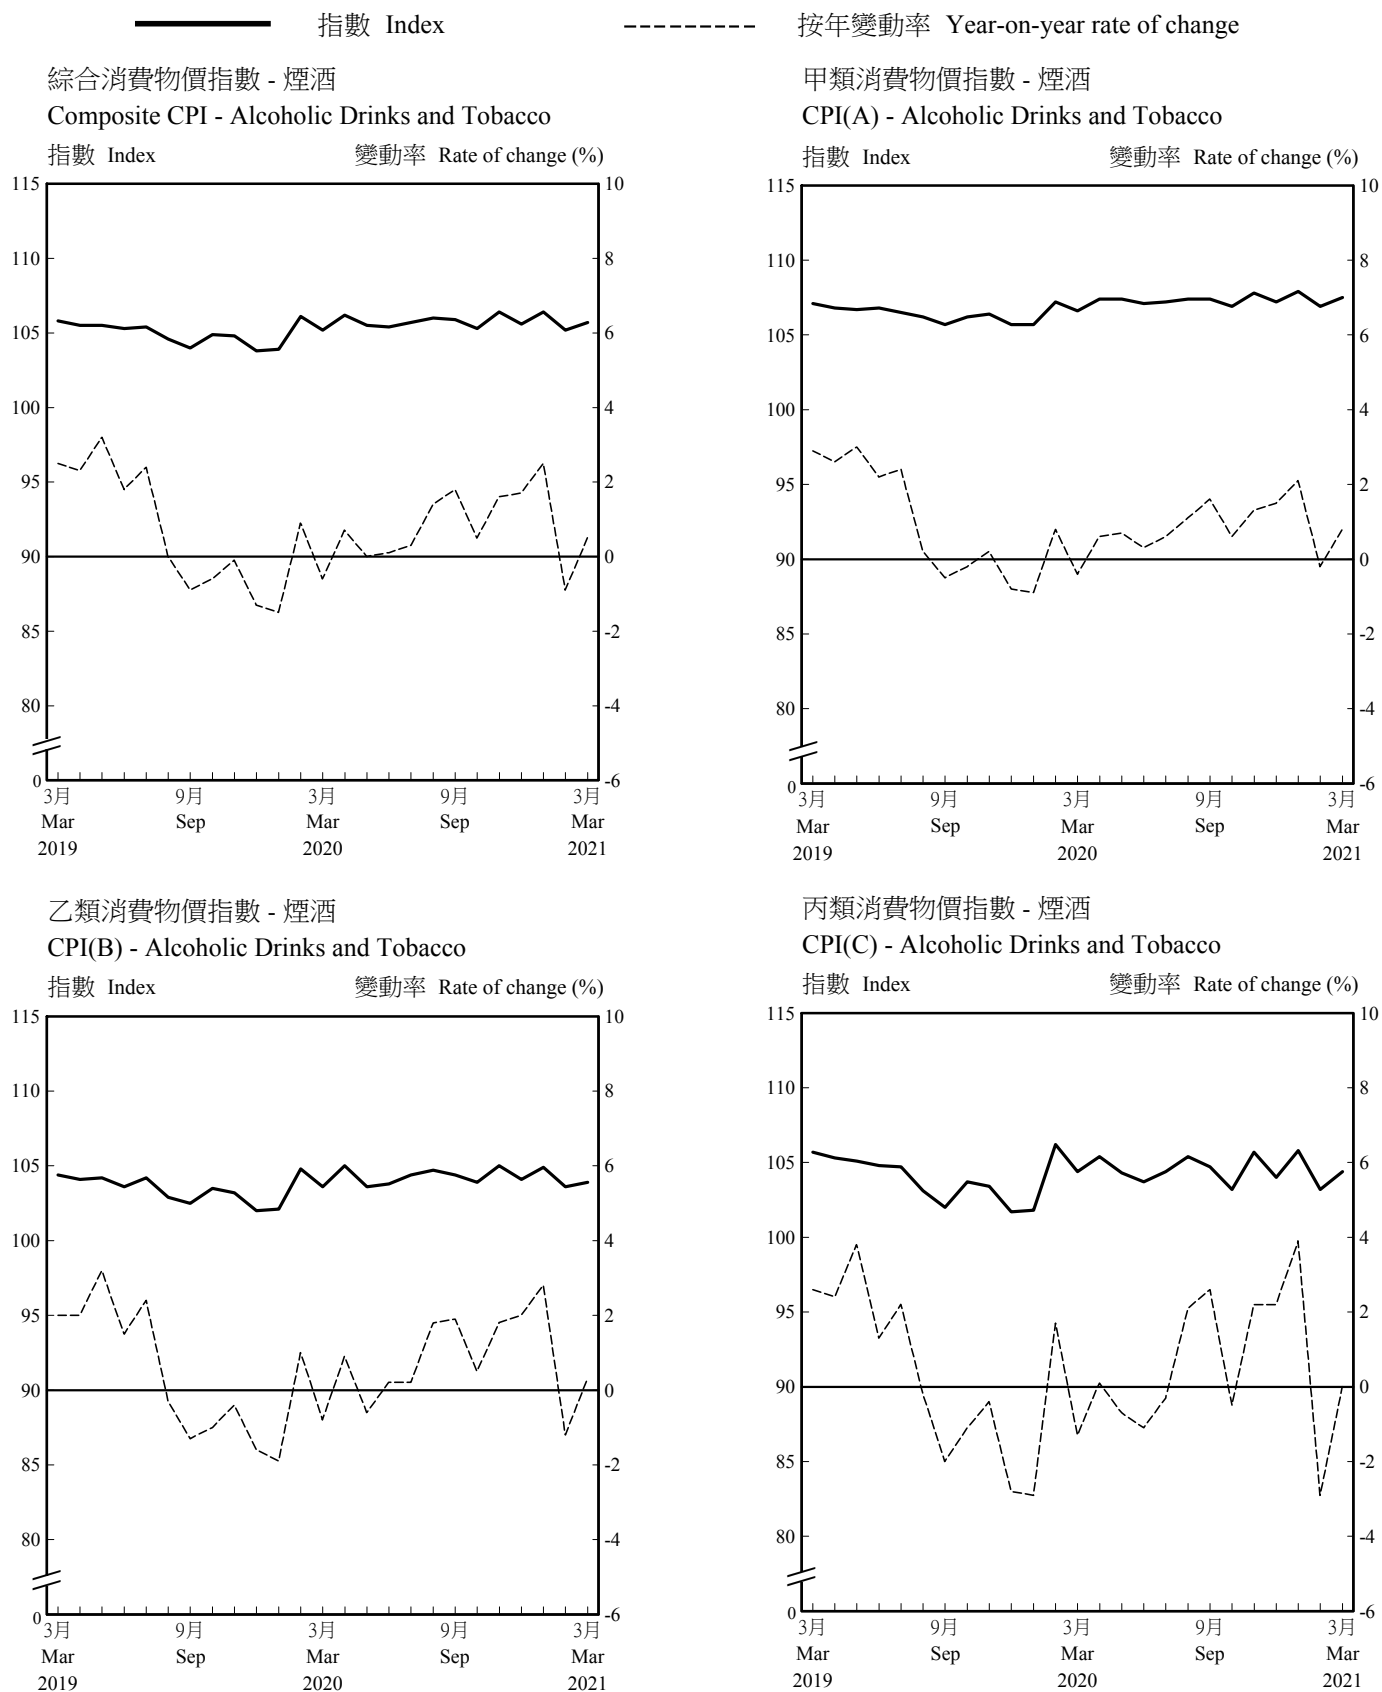 指數 Index
按年變動率 Year-on-year rate of change
綜合消費物價指數 - 煙酒
Composite CPI - Alcoholic Drinks and Tobacco
指數 Index 變動率 Rate of change (%)
115 10
110 8
105 6
100 4
95 2
90 0
85 -2
80 -4
0 -6
3月 9月 3月 9月 3月
Mar Sep Mar Sep Mar
2019 2020 2021
甲類消費物價指數 - 煙酒
CPI(A) - Alcoholic Drinks and Tobacco
指數 Index 變動率 Rate of change (%)
115 10
110 8
105 6
100 4
95 2
90 0
85 -2
80 -4
0 -6
3月 9月 3月 9月 3月
Mar Sep Mar Sep Mar
2019 2020 2021
乙類消費物價指數 - 煙酒
CPI(B) - Alcoholic Drinks and Tobacco
指數 Index 變動率 Rate of change (%)
115 10
110 8
105 6
100 4
95 2
90 0
85 -2
80 -4
0 -6
3月 9月 3月 9月 3月
Mar Sep Mar Sep Mar
2019 2020 2021
丙類消費物價指數 - 煙酒
CPI(C) - Alcoholic Drinks and Tobacco
指數 Index 變動率 Rate of change (%)
115 10
110 8
105 6
100 4
95 2
90 0
85 -2
80 -4
0 -6
3月 9月 3月 9月 3月
Mar Sep Mar Sep Mar
2019 2020 2021